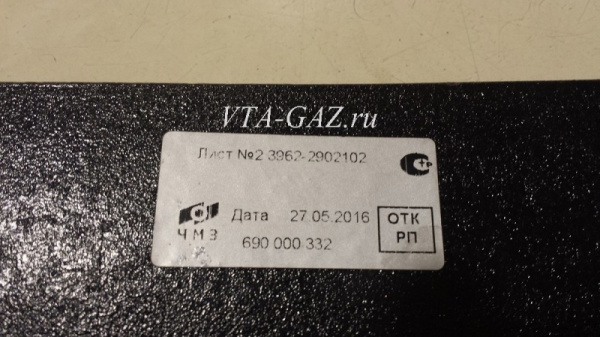 VTA-GAZ.ru
Лист №2 3962-2902102
Дата 27.05.2016
ОТК
РП
ЧМЗ
690 000 332